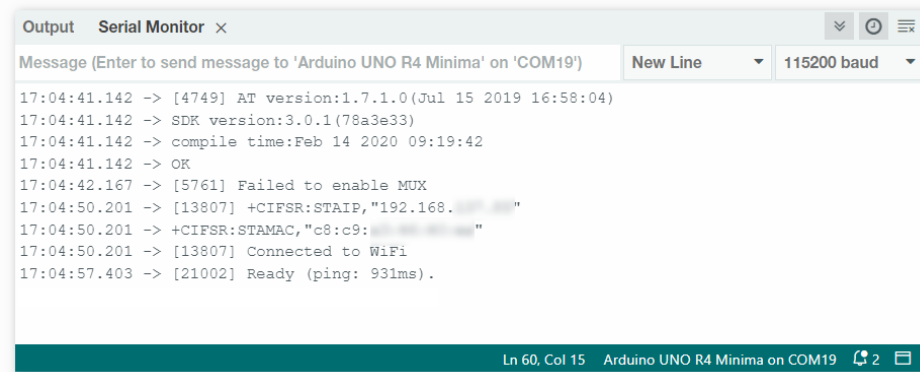 Output Serial Monitor ×
Message (Enter to send message to 'Arduino UNO R4 Minima' on 'COM19') New Line 115200 baud
17:04:41.142 -> [4749] AT version:1.7.1.0(Jul 15 2019 16:58:04)
17:04:41.142 -> SDK version:3.0.1(78a3e33)
17:04:41.142 -> compile time:Feb 14 2020 09:19:42
17:04:41.142 -> OK
17:04:42.167 -> [5761] Failed to enable MUX
17:04:50.201 -> [13807] +CIFSR:STAIP,"192.168. "
17:04:50.201 -> +CIFSR:STAMAC,"c8:c9: "
17:04:50.201 -> [13807] Connected to WiFi
17:04:57.403 -> [21002] Ready (ping: 931ms).
Ln 60, Col 15 Arduino UNO R4 Minima on COM19 2